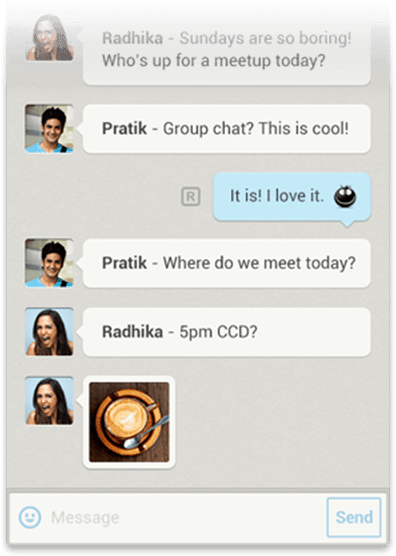 Radhika - Sundays are so boring!
Who's up for a meetup today?
Pratik - Group chat? This is cool!
R
It is! I love it.
Pratik - Where do we meet today?
Radhika - 5pm CCD?
Message
Send